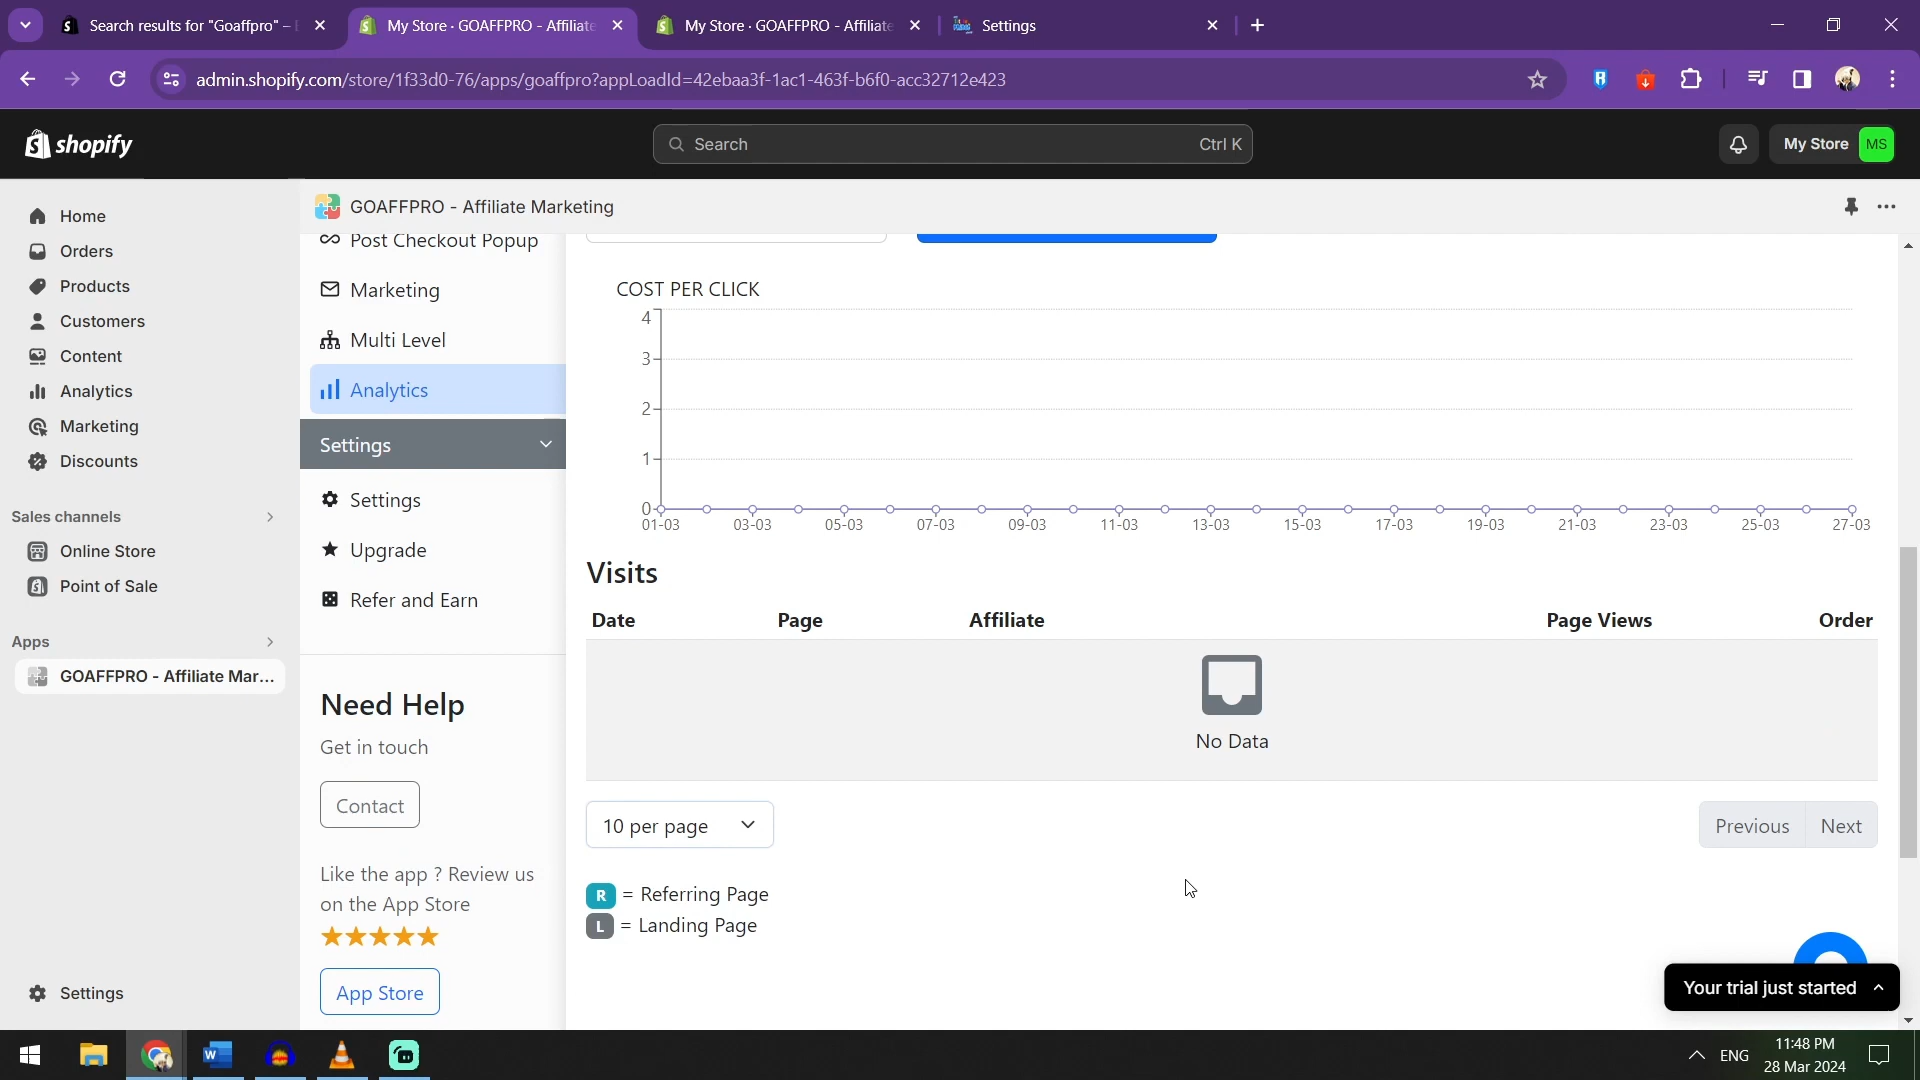 Search results for "Goaffpro" –
My Store · GOAFFPRO - Affiliate
My Store · GOAFFPRO - Affiliate
Settings
admin.shopify.com/store/1f33d0-76/apps/goaffpro?appLoadId=42ebaa3f-1ac1-463f-b6f0-acc32712e423
shopify
Search
Ctrl K
My Store
MS
Home
Orders
Products
Customers
Content
Analytics
Marketing
Discounts
Sales channels
Online Store
Point of Sale
Apps
GOAFFPRO - Affiliate Mar...
Settings
GOAFFPRO - Affiliate Marketing
Post Checkout Popup
Marketing
Multi Level
Analytics
Settings
Settings
Upgrade
Refer and Earn
Need Help
Get in touch
Contact
Like the app ? Review us
on the App Store
App Store
COST PER CLICK
4
3
2
1
0
01-03 03-03 05-03 07-03 09-03 11-03 13-03 15-03 17-03 19-03 21-03 23-03 25-03 27-03
Visits
Date Page Affiliate Page Views Order
No Data
10 per page
Previous Next
R = Referring Page
L = Landing Page
Your trial just started
ENG
11:48 PM
28 Mar 2024